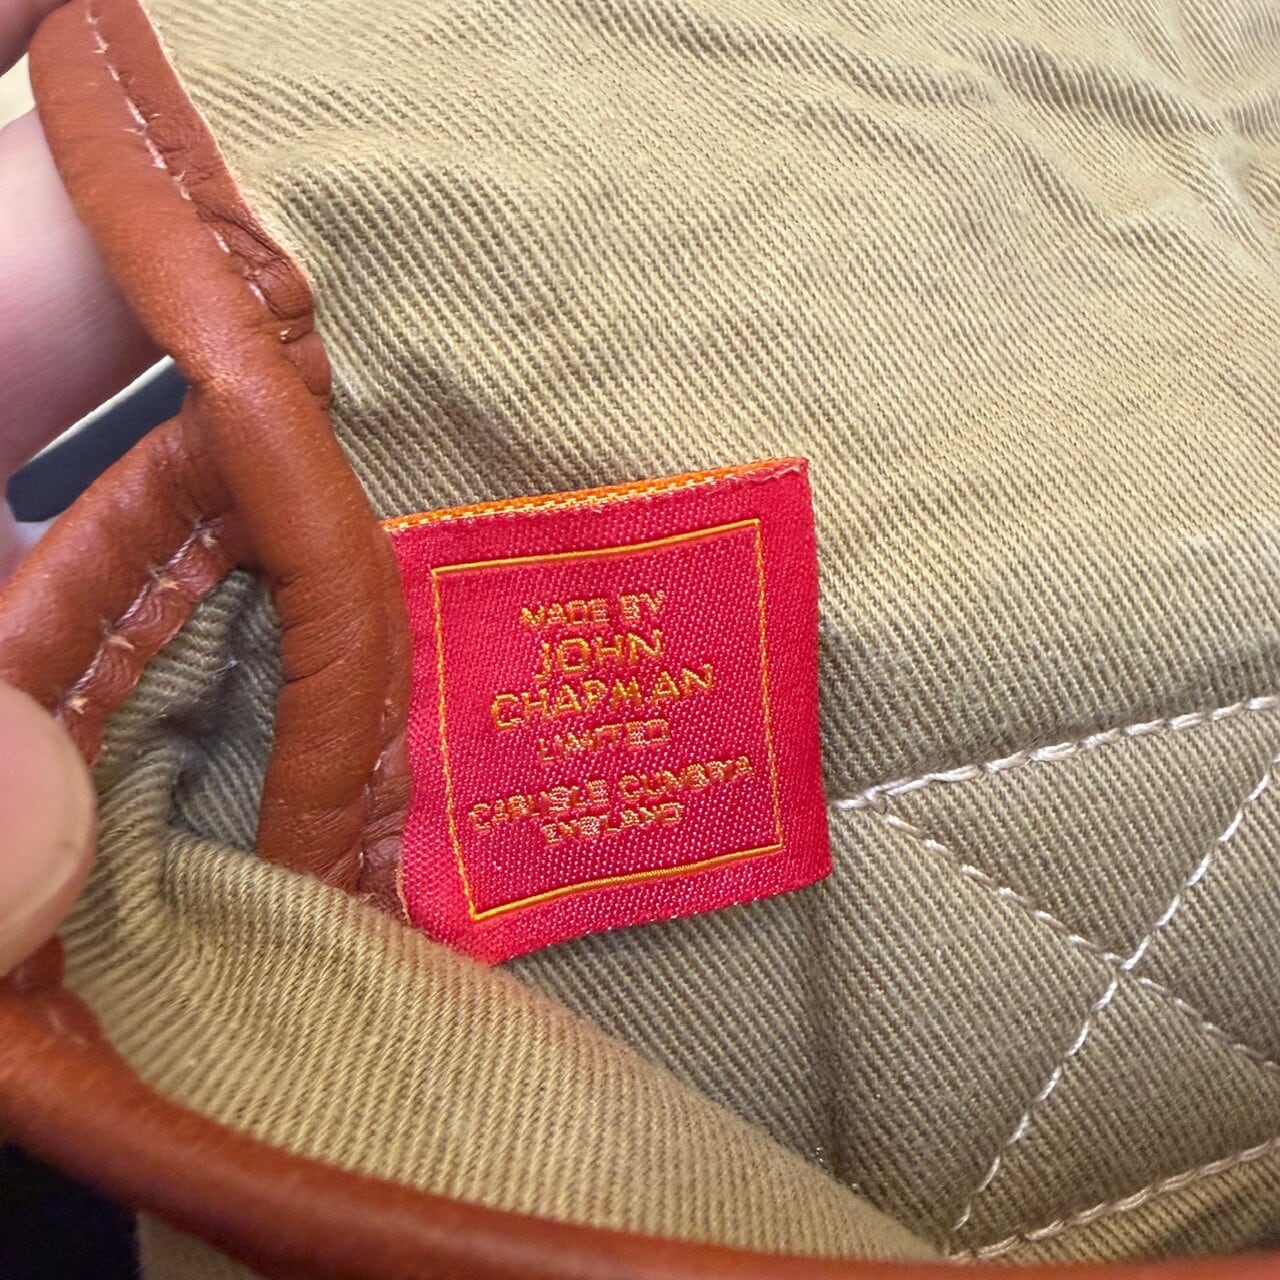 MADE BY
JOHN
CHAPMAN
LIMITED
CARLISLE CUMBRIA
ENGLAND